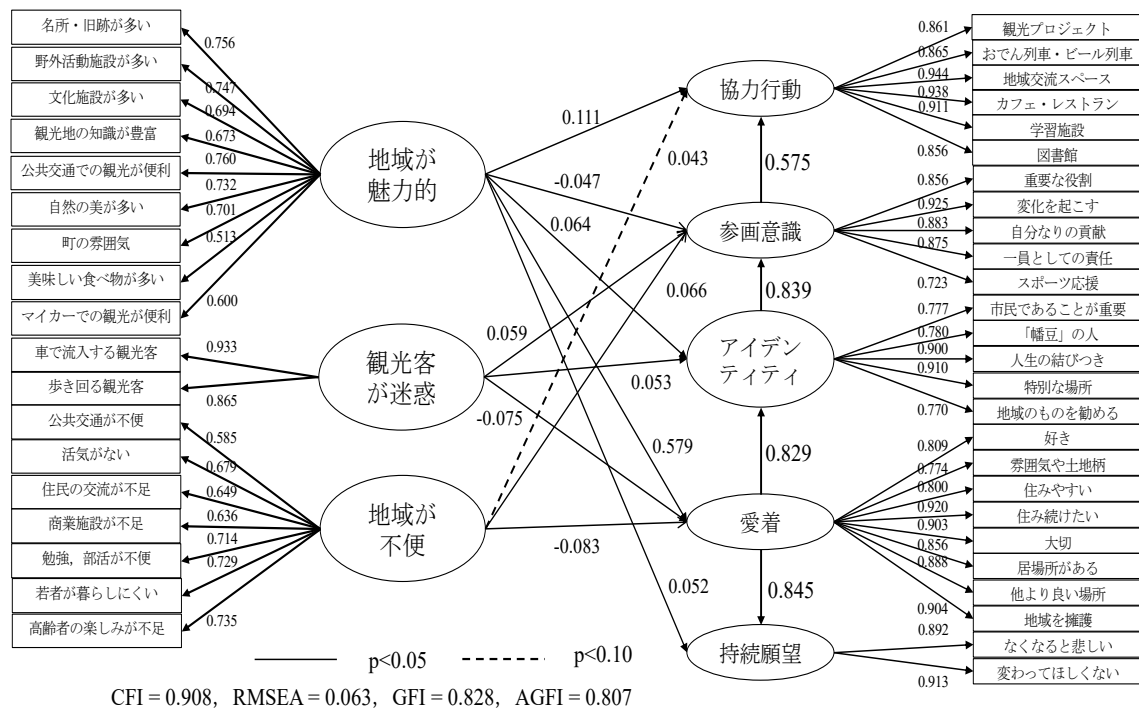 名所・旧跡が多い
野外活動施設が多い
文化施設が多い
観光地の知識が豊富
公共交通での観光が便利
自然の美が多い
町の雰囲気
美味しい食べ物が多い
マイカーでの観光が便利
車で流入する観光客
歩き回る観光客
公共交通が不便
活気がない
住民の交流が不足
商業施設が不足
勉強,部活が不便
若者が暮らしにくい
高齢者の楽しみが不足
0.756
0.747
0.694
0.673
0.760
0.732
0.701
0.513
0.600
0.933
0.865
0.585
0.679
0.649
0.636
0.714
0.729
0.735
地域が
魅力的
観光客
が迷惑
地域が
不便
0.111
0.043
-0.047
0.064
0.066
0.059
0.053
-0.075
0.579
-0.083
0.052
協力行動
0.575
参画意識
0.839
アイデン
ティティ
0.829
愛着
0.845
持続願望
0.861
0.865
0.944
0.938
0.911
0.856
0.856
0.925
0.883
0.875
0.723
0.777
0.780
0.900
0.910
0.770
0.809
0.774
0.800
0.920
0.903
0.856
0.888
0.904
0.892
0.913
観光プロジェクト
おでん列車・ビール列車
地域交流スペース
カフェ・レストラン
学習施設
図書館
重要な役割
変化を起こす
自分なりの貢献
一員としての責任
スポーツ応援
市民であることが重要
「幡豆」の人
人生の結びつき
特別な場所
地域のものを勧める
好き
雰囲気や土地柄
住みやすい
住み続けたい
大切
居場所がある
他より良い場所
地域を擁護
なくなると悲しい
変わってほしくない
p<0.05
p<0.10
CFI = 0.908, RMSEA = 0.063, GFI = 0.828, AGFI = 0.807